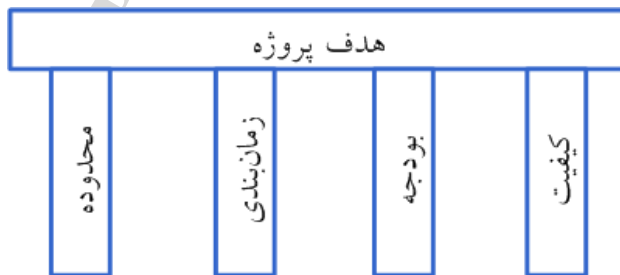 هدف پروژه
کیفیت
بودجه
زمان‌بندی
محدوده